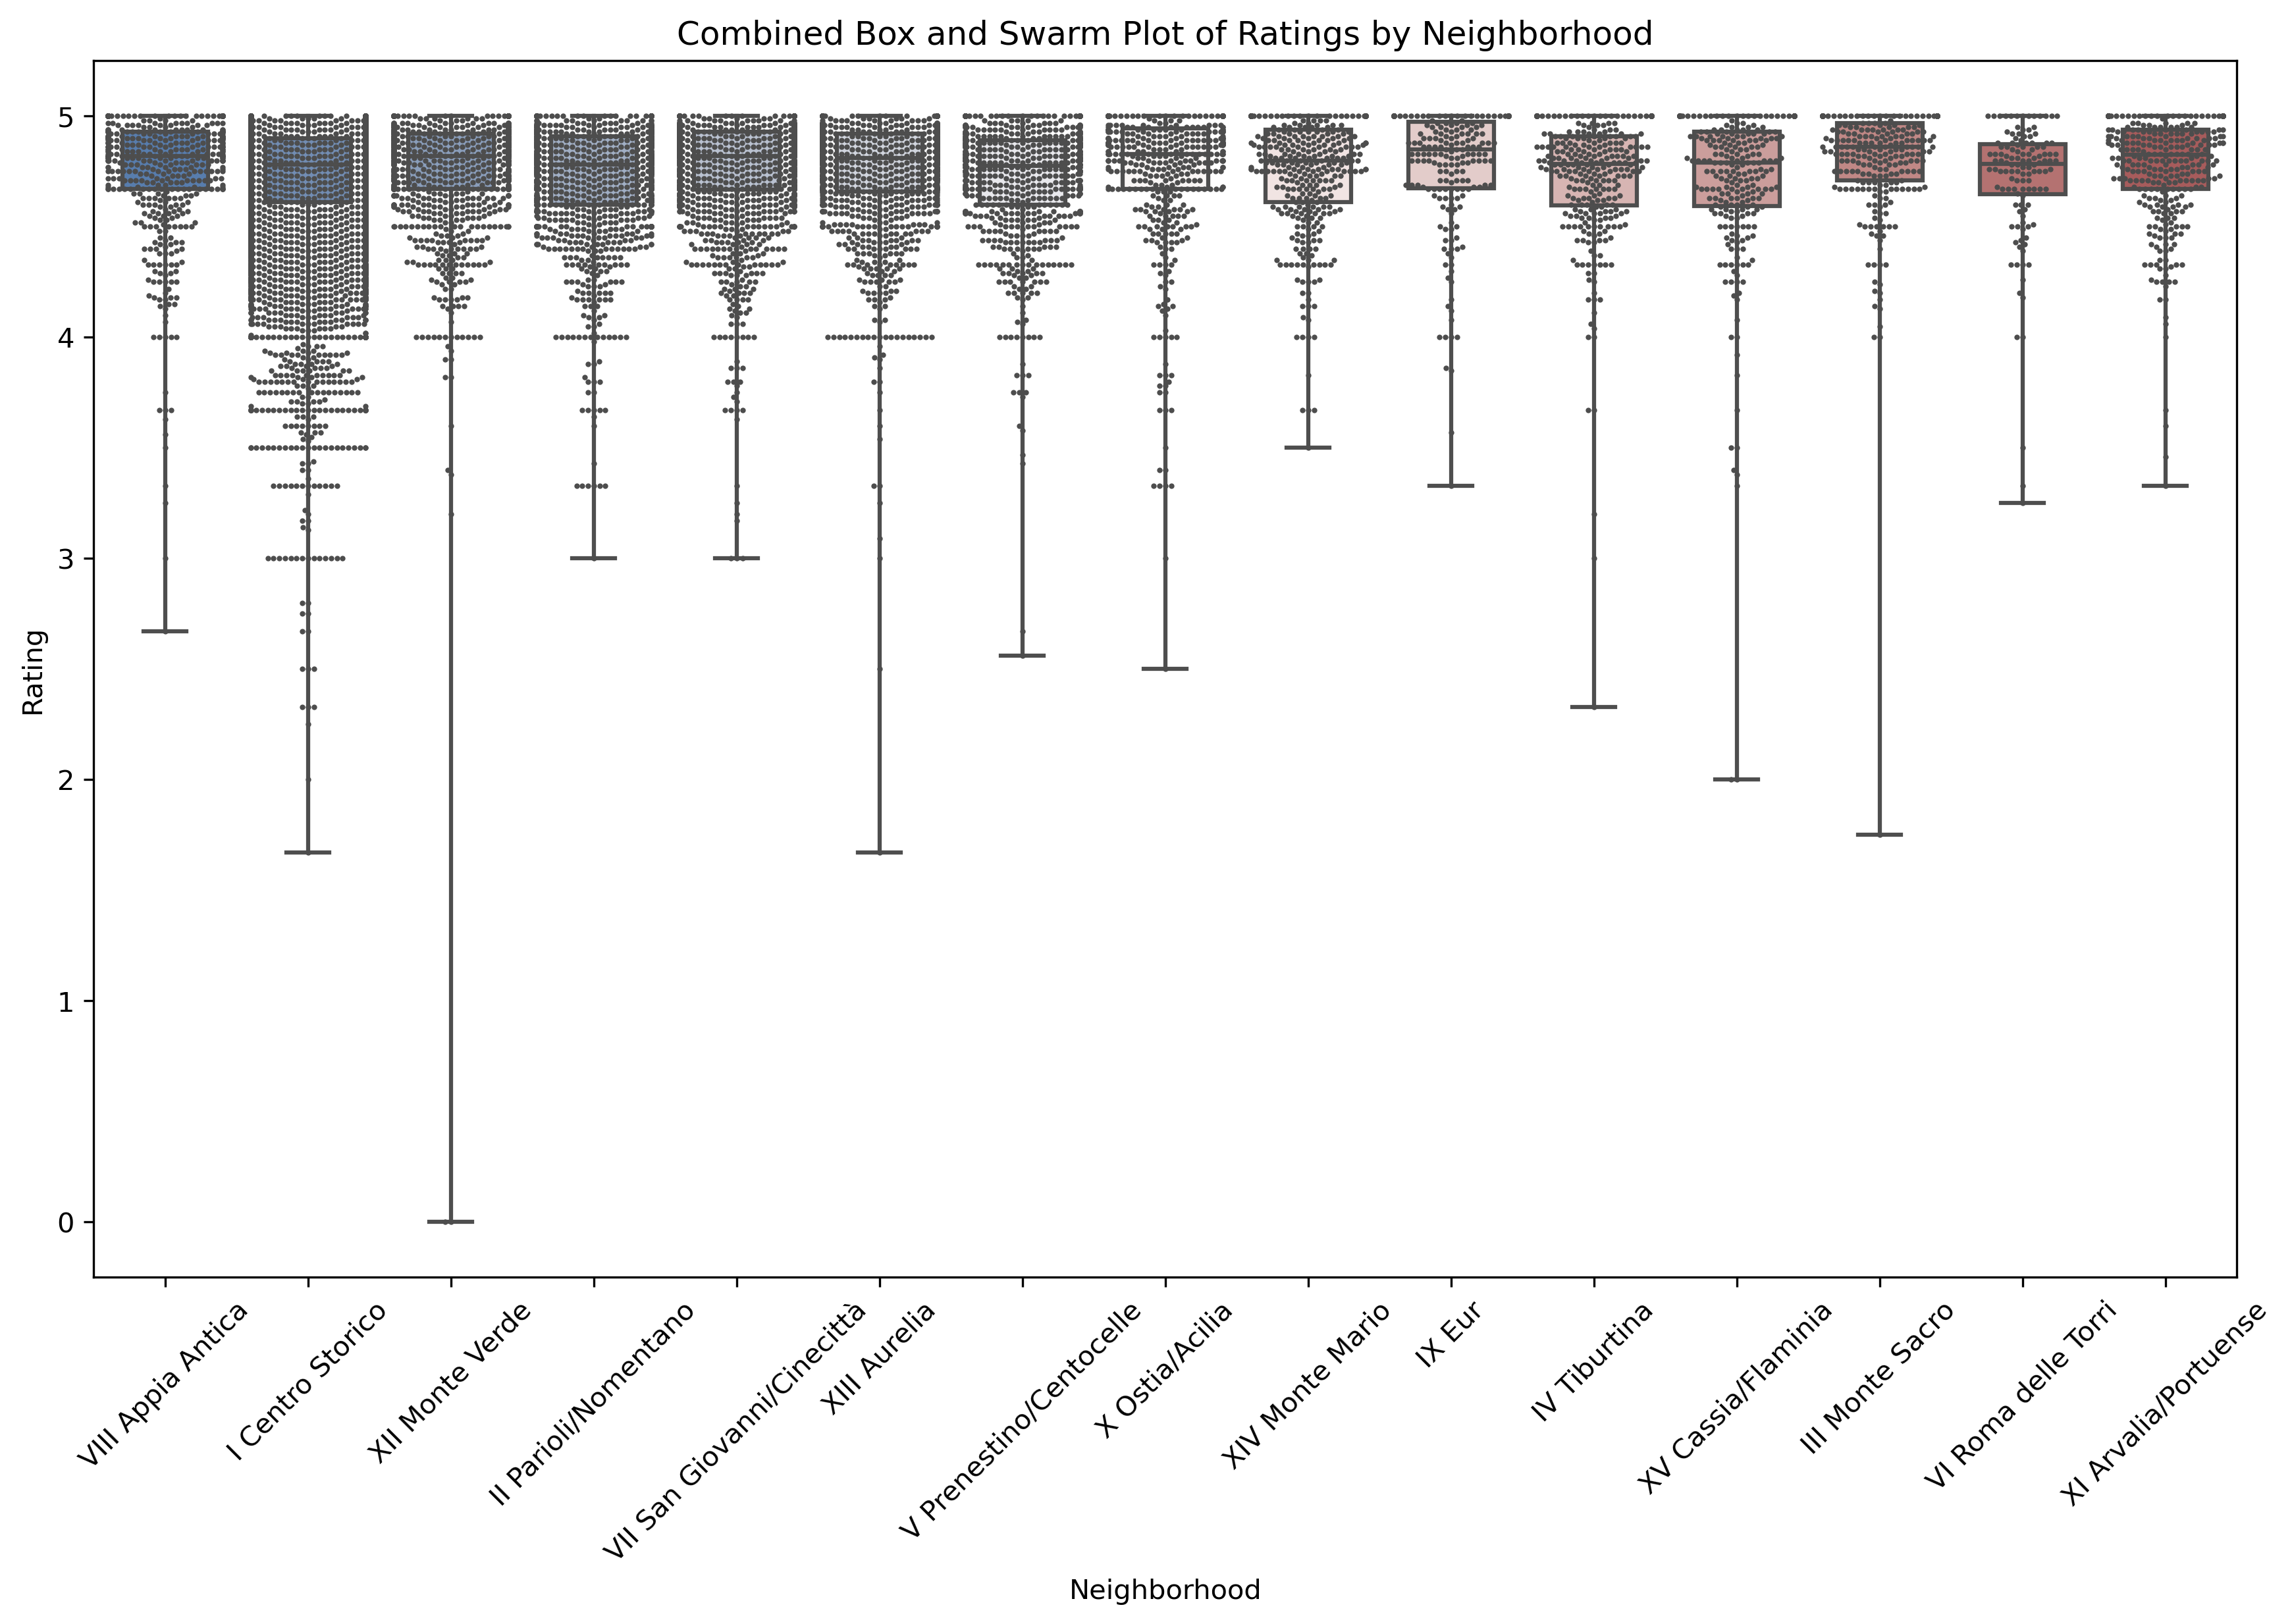 Combined Box and Swarm Plot of Ratings by Neighborhood
5
4
3
2
1
0
Rating
VIII Appia Antica
I Centro Storico
XII Monte Verde
II Parioli/Nomentano
VII San Giovanni/Cinecittà
XIII Aurelia
V Prenestino/Centocelle
X Ostia/Acilia
XIV Monte Mario
IX Eur
IV Tiburtina
XV Cassia/Flaminia
III Monte Sacro
VI Roma delle Torri
XI Arvalia/Portuense
Neighborhood